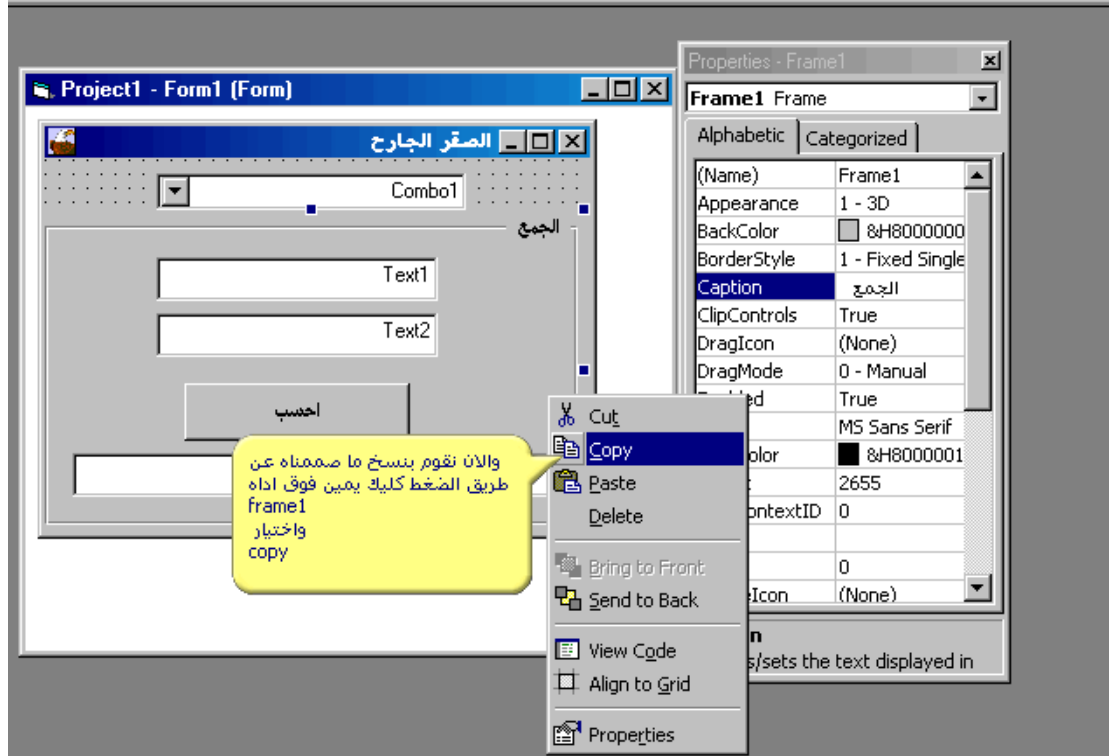 Project1 - Form1 (Form)
الصقر الجارح
Combo1
الجمع
Text1
Text2
احسب
والان نقوم بنسخ ما صممناه عن
طريق الضغط كليك يمين فوق اداه
frame1
واختيار
copy
Cut
Copy
Paste
Delete
Bring to Front
Send to Back
View Code
Align to Grid
Properties
Properties - Frame1
Frame1 Frame
Alphabetic Categorized
(Name) Frame1
Appearance 1 - 3D
BackColor &H8000000
BorderStyle 1 - Fixed Single
Caption الجمع
ClipControls True
DragIcon (None)
DragMode 0 - Manual
True
MS Sans Serif
olor &H8000001
2655
ontextID 0
0
Icon (None)
n
s/sets the text displayed in